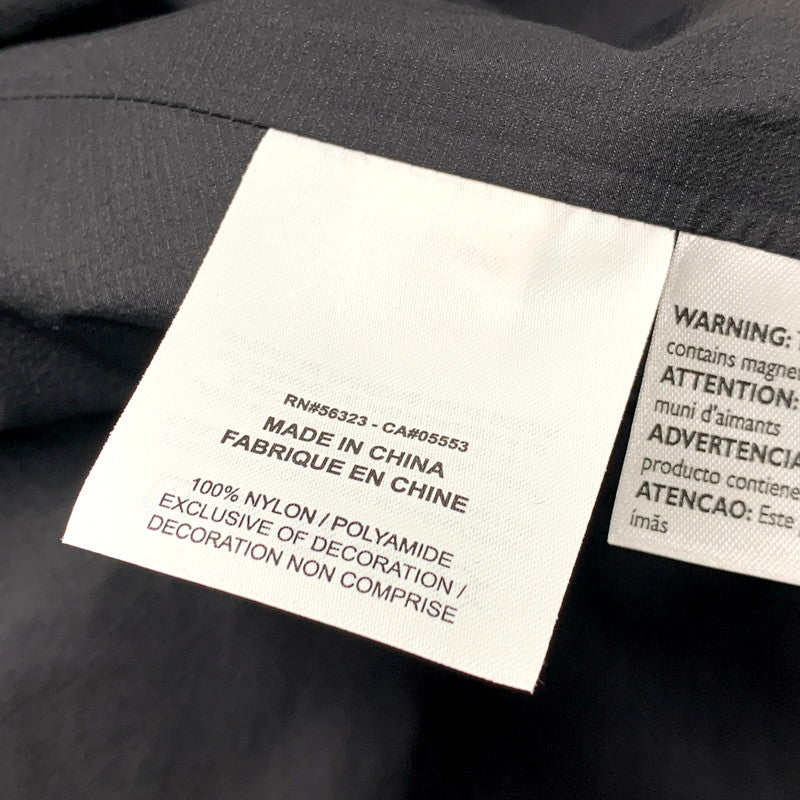 RN#56323 - CA#05553
MADE IN CHINA
FABRIQUE EN CHINE
100% NYLON / POLYAMIDE
EXCLUSIVE OF DECORATION /
DECORATION NON COMPRISE
WARNING:
contains
ATTENTION:
muni d'aimants
ADVERTENCIA
producto contiene
ATENCAO: Este
ímãs